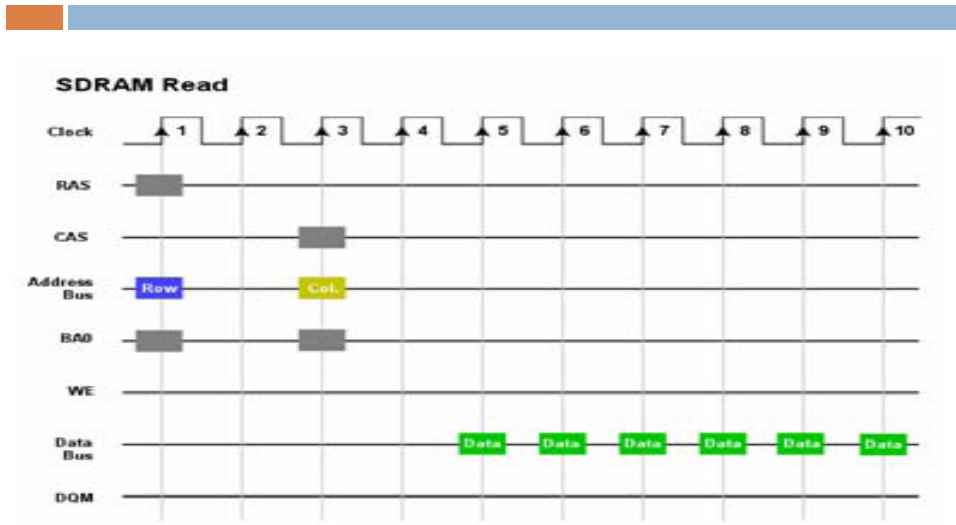 SDRAM Read
Clock 1 2 3 4 5 6 7 8 9 10
RAS
CAS
Address
Bus
Row Col.
BA0
WE
Data
Bus
Data Data Data Data Data Data
DQM